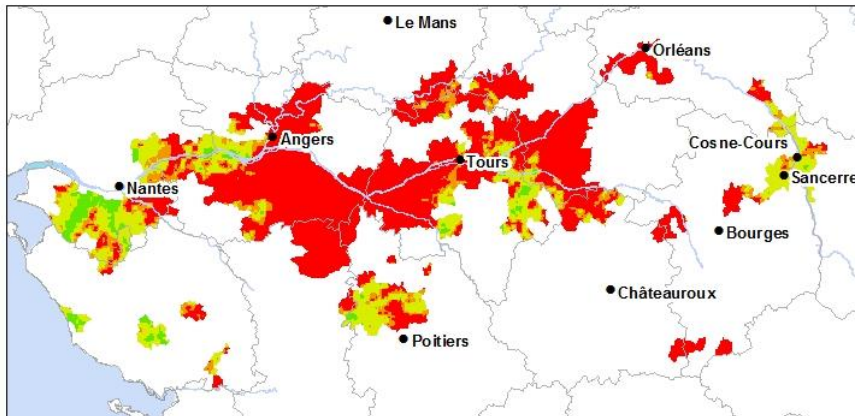 Le Mans
Orléans
Angers
Cosne-Cours
Tours
Sancerre
Nantes
Bourges
Châteauroux
Poitiers